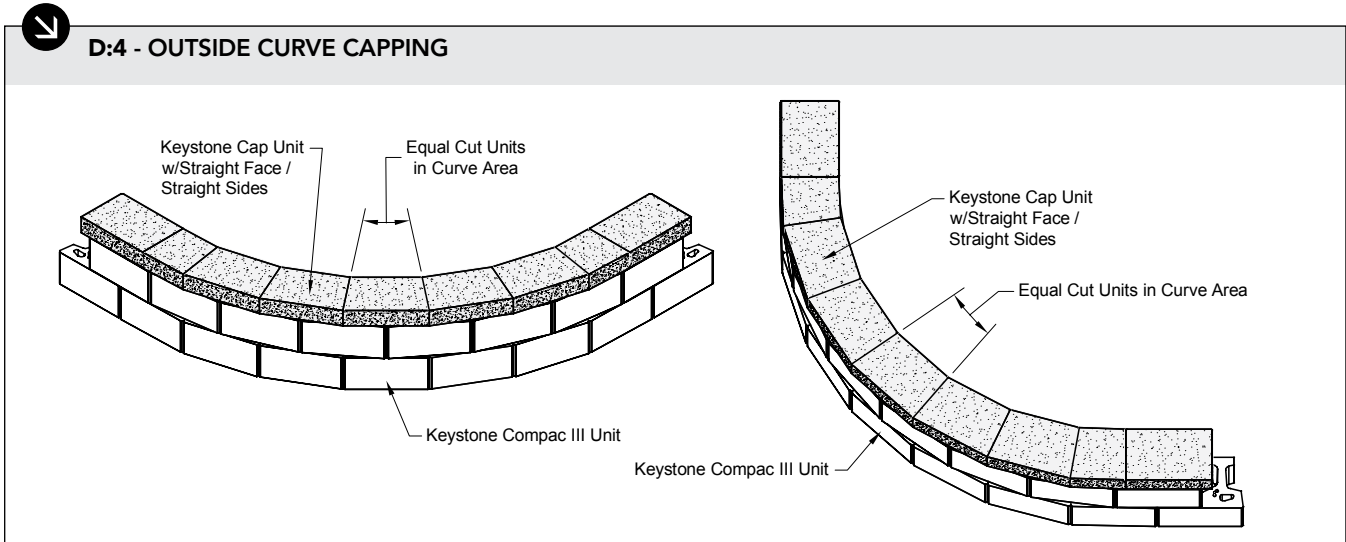 D:4 - OUTSIDE CURVE CAPPING
Keystone Cap Unit
w/Straight Face /
Straight Sides
Equal Cut Units
in Curve Area
Keystone Compac III Unit
Keystone Cap Unit
w/Straight Face /
Straight Sides
Equal Cut Units in Curve Area
Keystone Compac III Unit